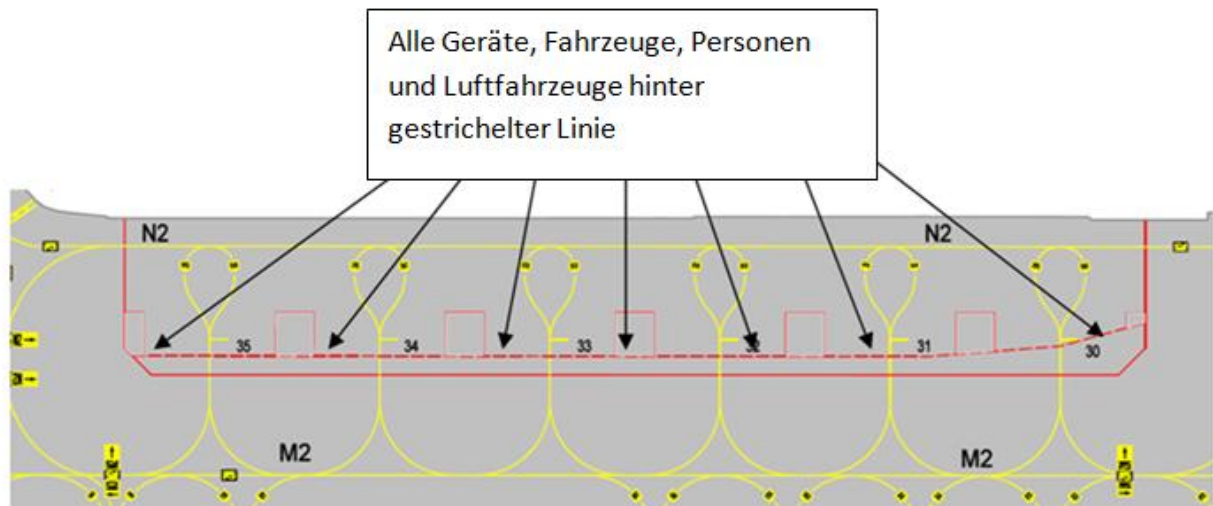 Alle Geräte, Fahrzeuge, Personen
und Luftfahrzeuge hinter
gestrichelter Linie
N2 N2
35 34 33 32 31 30
M2 M2